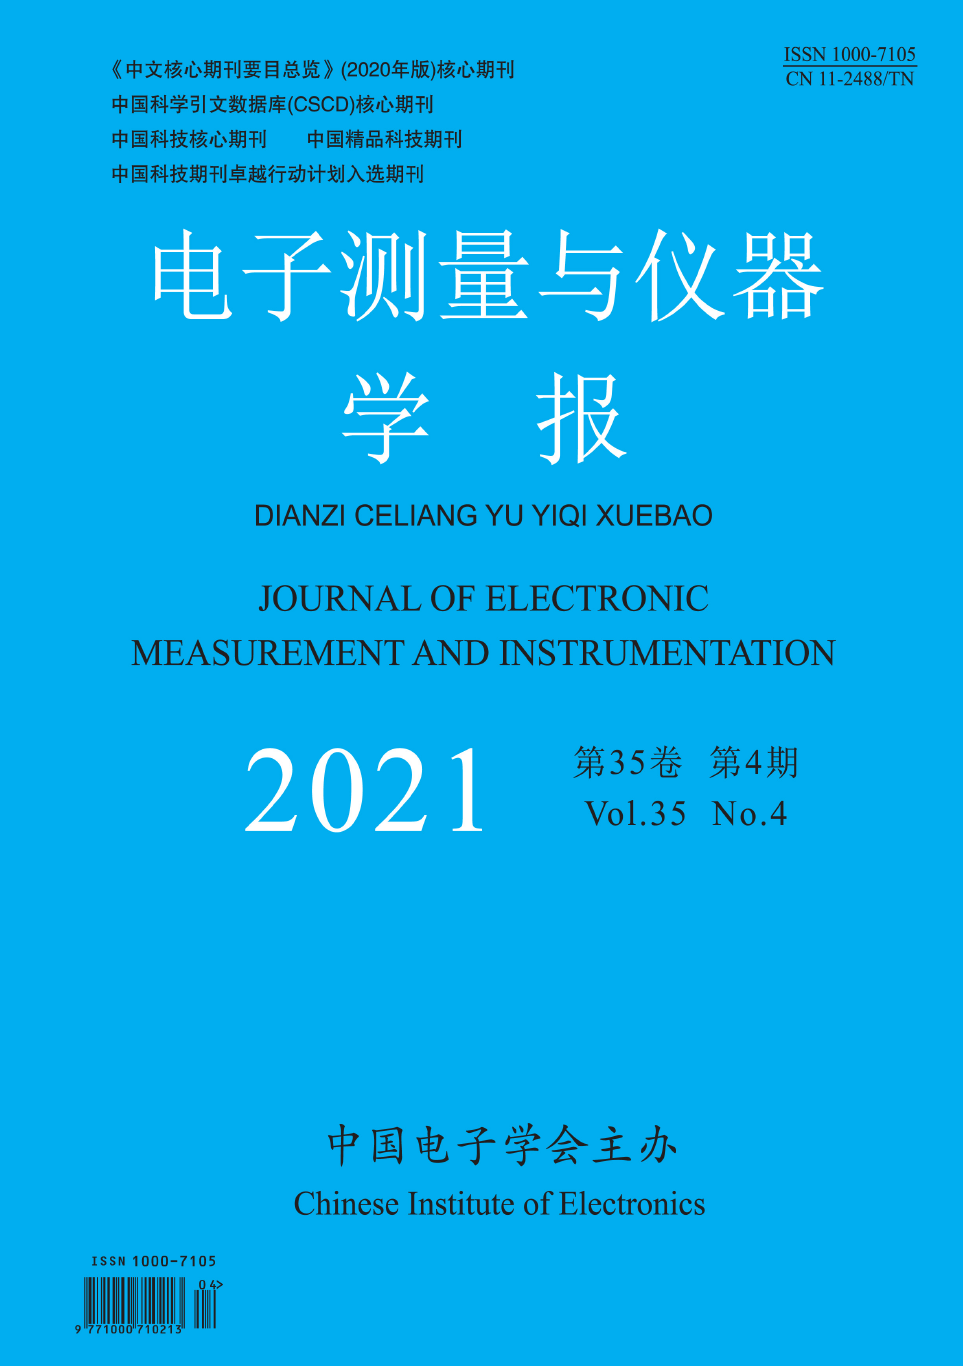 《中文核心期刊要目总览》(2020年版)核心期刊
中国科学引文数据库(CSCD)核心期刊
中国科技核心期刊 中国精品科技期刊
中国科技期刊卓越行动计划入选期刊
ISSN 1000-7105
CN 11-2488/TN
电子测量与仪器
学 报
DIANZI CELIANG YU YIQI XUEBAO
JOURNAL OF ELECTRONIC
MEASUREMENT AND INSTRUMENTATION
2021
第35卷 第4期
Vol.35 No.4
中国电子学会主办
Chinese Institute of Electronics
ISSN 1000-7105
04>
9 771000 710213